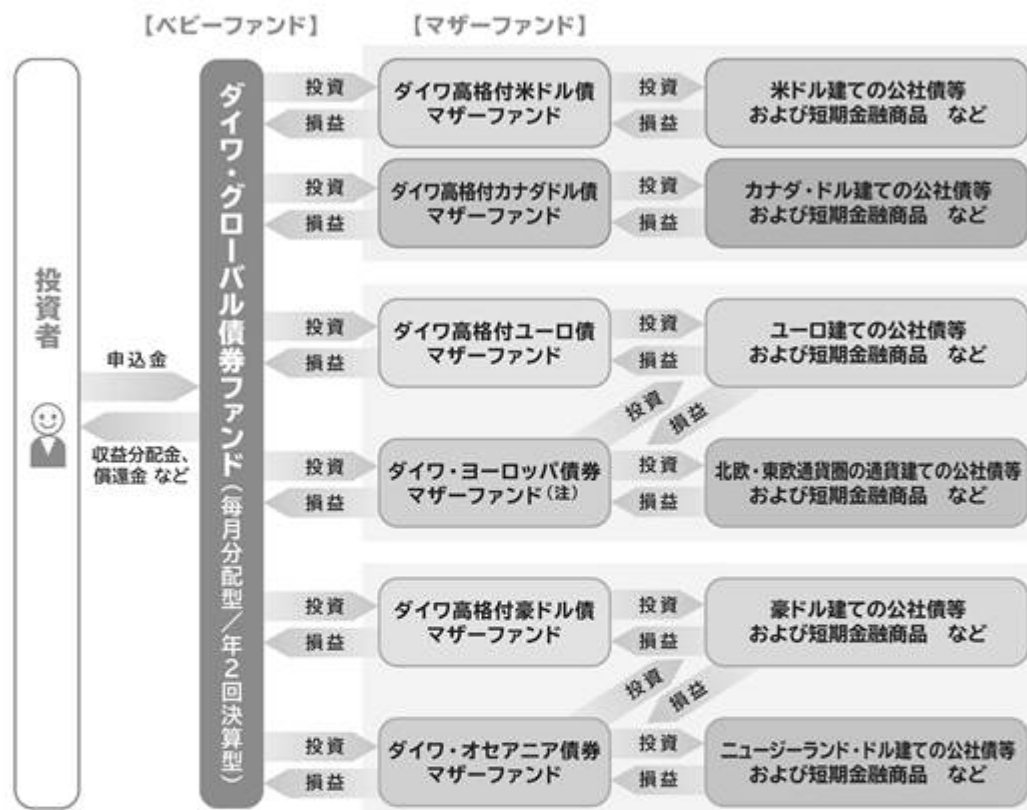 【ベビーファンド】
【マザーファンド】
投資者
申込金
収益分配金、
償還金 など
ダイワ・グローバル債券ファンド（毎月分配型／年2回決算型）
投資
損益
ダイワ高格付米ドル債
マザーファンド
投資
損益
米ドル建ての公社債等
および短期金融商品 など
投資
損益
ダイワ高格付カナダドル債
マザーファンド
投資
損益
カナダ・ドル建ての公社債等
および短期金融商品 など
投資
損益
ダイワ高格付ユーロ債
マザーファンド
投資
損益
ユーロ建ての公社債等
および短期金融商品 など
投資
損益
投資
損益
ダイワ・ヨーロッパ債券
マザーファンド（注）
投資
損益
北欧・東欧通貨圏の通貨建ての公社債等
および短期金融商品 など
投資
損益
ダイワ高格付豪ドル債
マザーファンド
投資
損益
豪ドル建ての公社債等
および短期金融商品 など
投資
損益
投資
損益
ダイワ・オセアニア債券
マザーファンド
投資
損益
ニュージーランド・ドル建ての公社債等
および短期金融商品 など